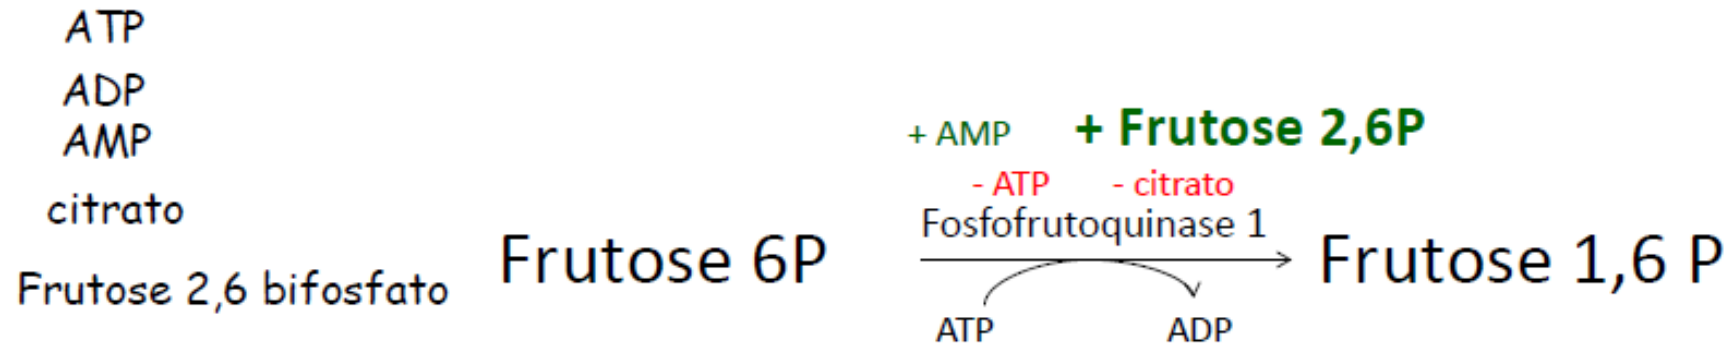 ATP
ADP
AMP
citrato
Frutose 2,6 bifosfato
+ AMP + Frutose 2,6P
- ATP - citrato
Fosfofrutoquinase 1
Frutose 6P
Frutose 1,6 P
ATP ADP